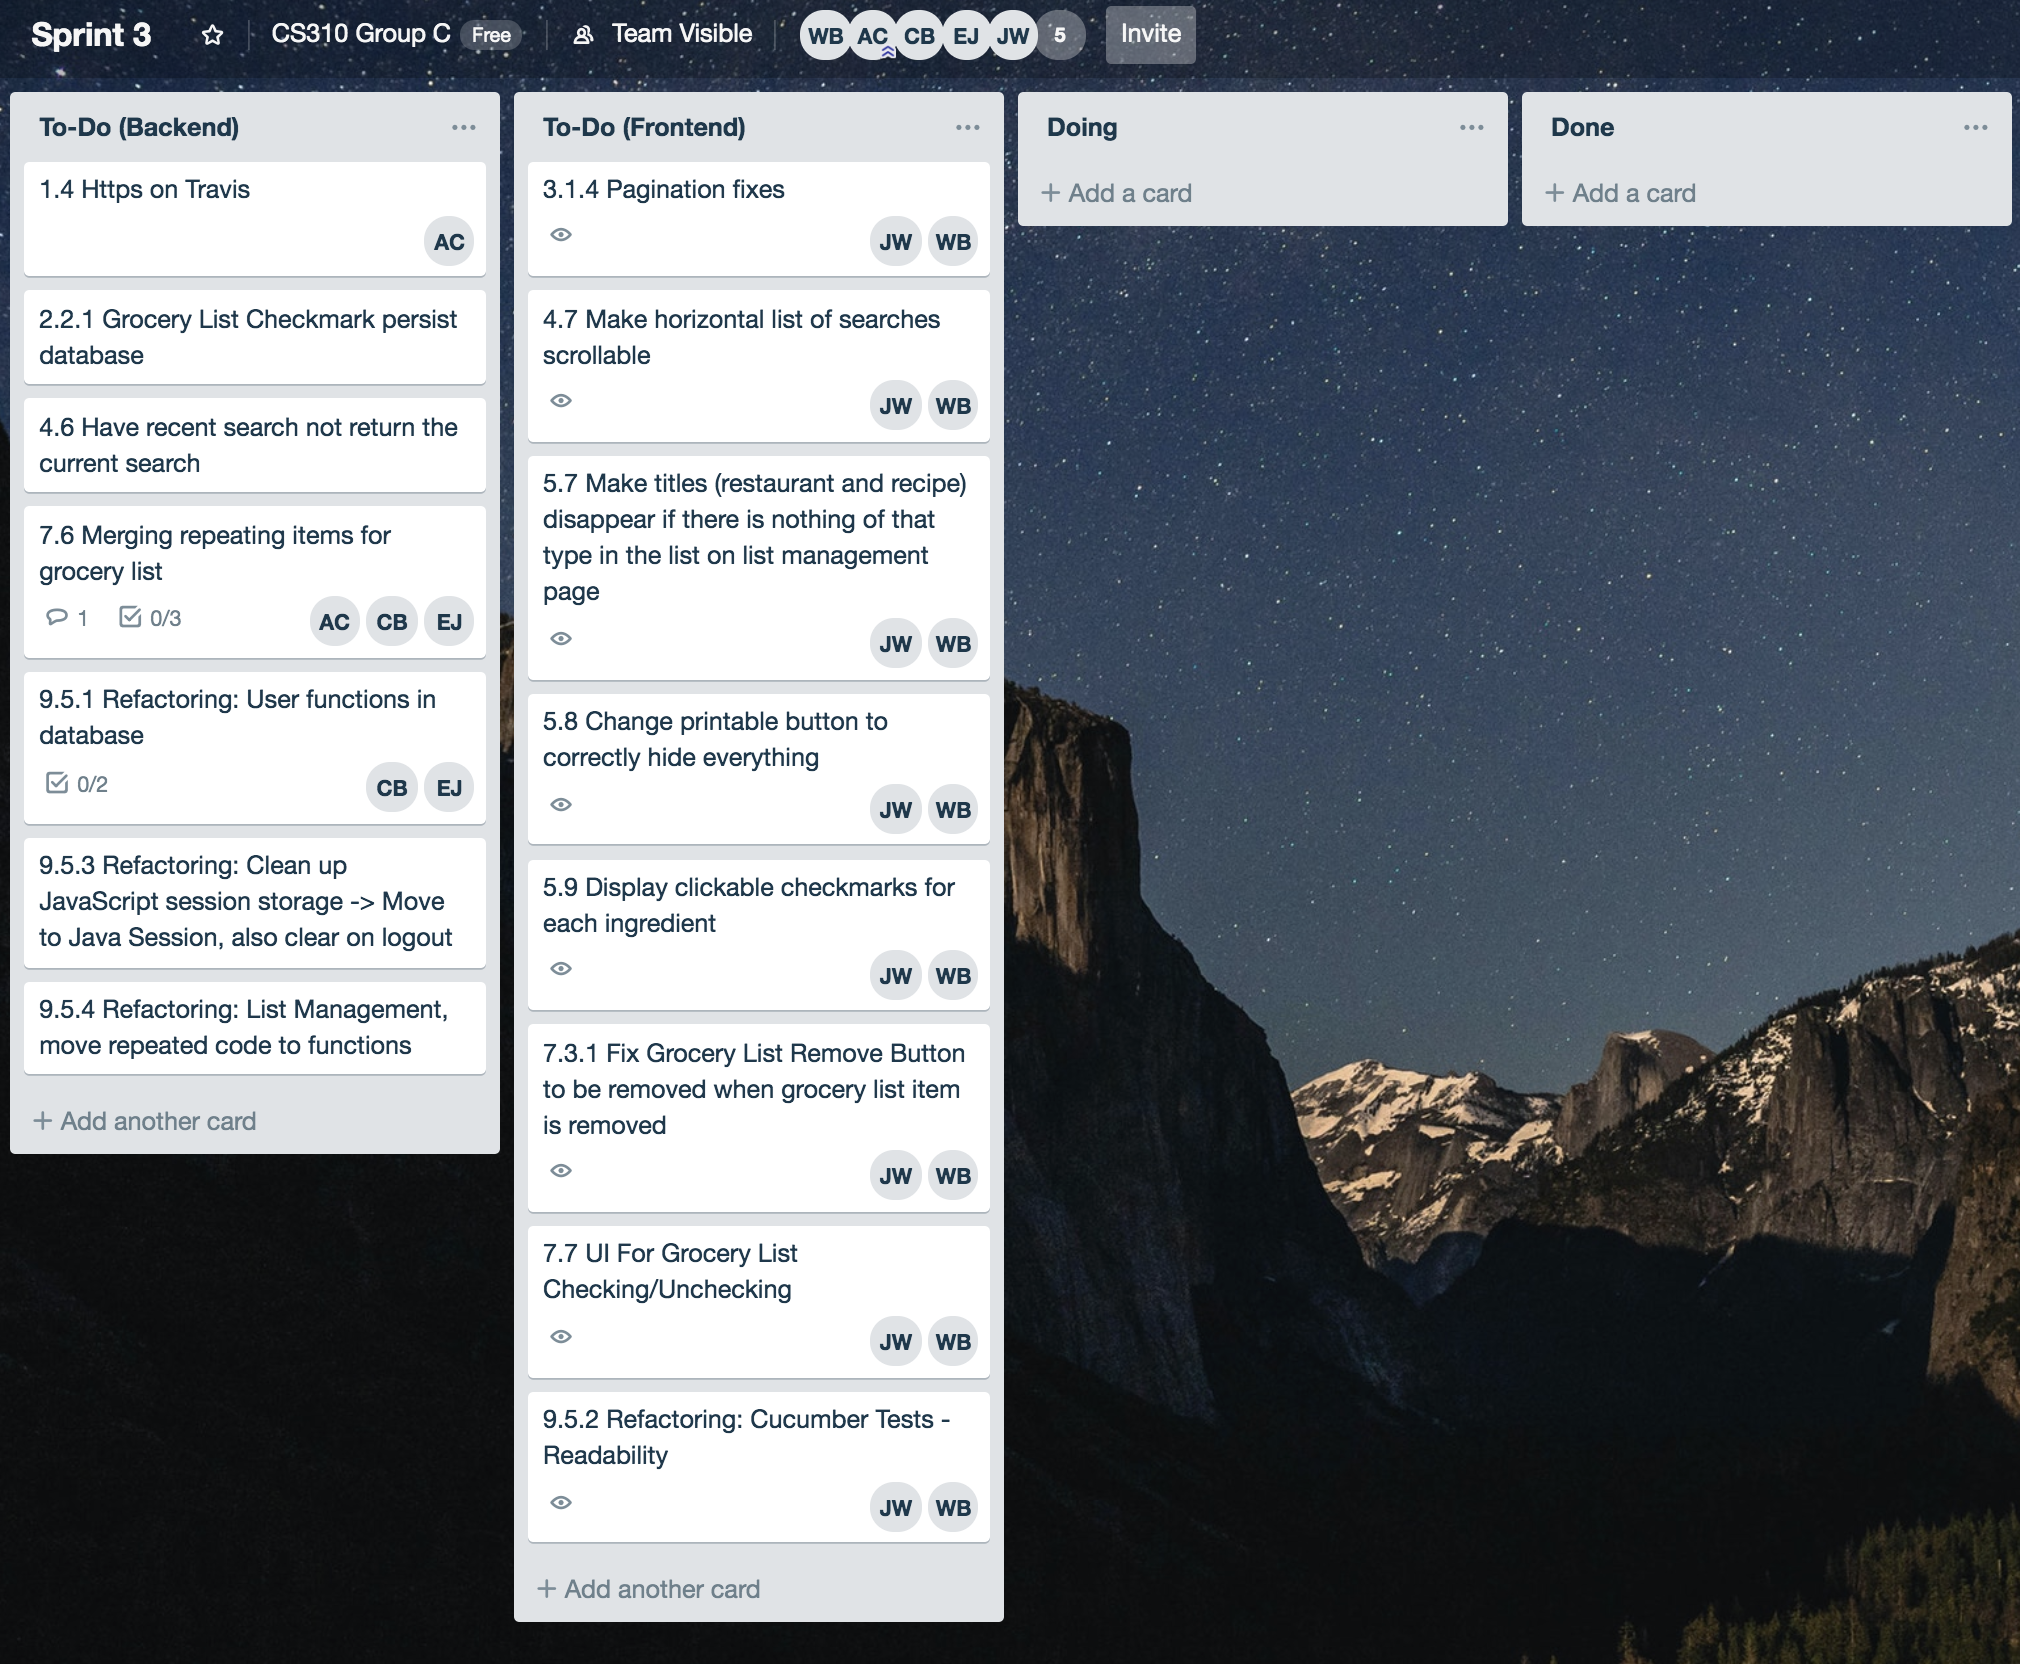 Sprint 3
CS310 Group C
Free
Team Visible
WB AC CB EJ JW 5
Invite
To-Do (Backend)
1.4 Https on Travis
AC
2.2.1 Grocery List Checkmark persist
database
4.6 Have recent search not return the
current search
7.6 Merging repeating items for
grocery list
1 0/3 AC CB EJ
9.5.1 Refactoring: User functions in
database
0/2 CB EJ
9.5.3 Refactoring: Clean up
JavaScript session storage -> Move
to Java Session, also clear on logout
9.5.4 Refactoring: List Management,
move repeated code to functions
+ Add another card
To-Do (Frontend)
3.1.4 Pagination fixes
JW WB
4.7 Make horizontal list of searches
scrollable
JW WB
5.7 Make titles (restaurant and recipe)
disappear if there is nothing of that
type in the list on list management
page
JW WB
5.8 Change printable button to
correctly hide everything
JW WB
5.9 Display clickable checkmarks for
each ingredient
JW WB
7.3.1 Fix Grocery List Remove Button
to be removed when grocery list item
is removed
JW WB
7.7 UI For Grocery List
Checking/Unchecking
JW WB
9.5.2 Refactoring: Cucumber Tests -
Readability
JW WB
+ Add another card
Doing
+ Add a card
Done
+ Add a card